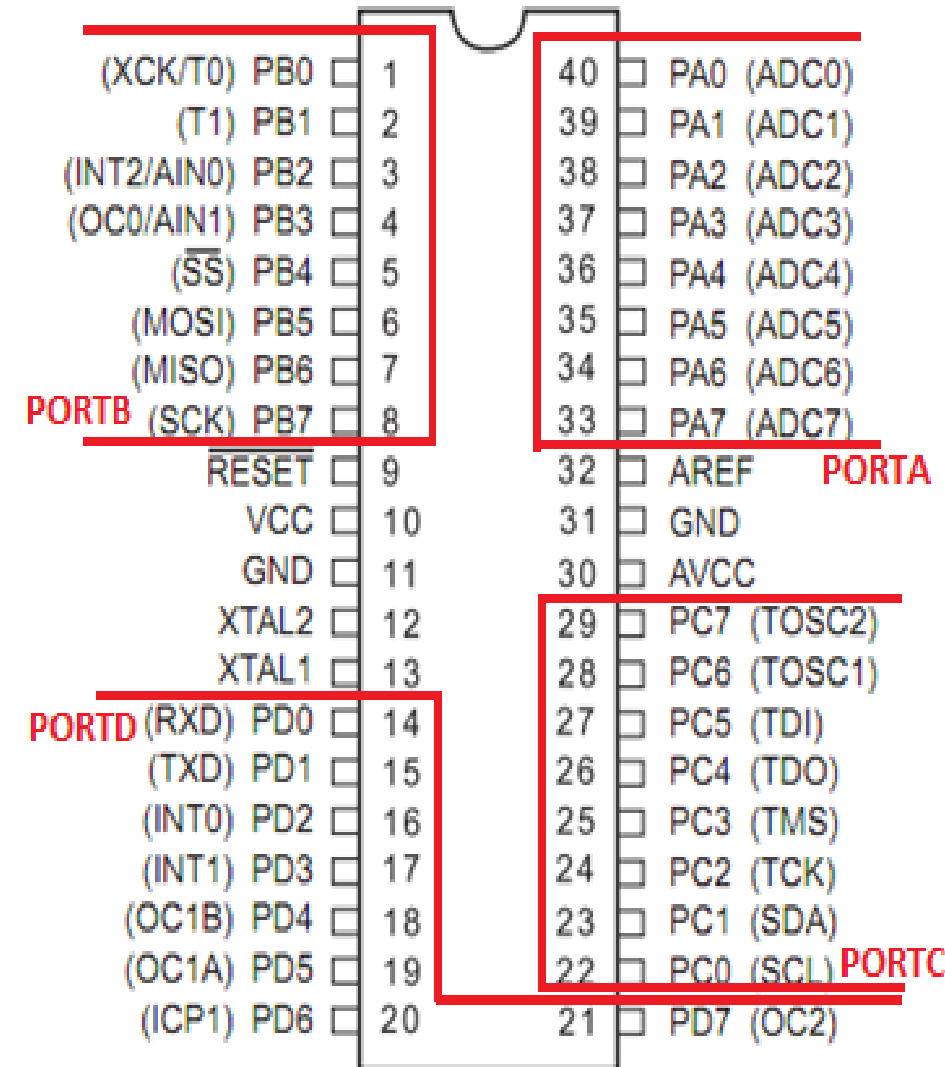 (XCK/T0) PB0 1
(T1) PB1 2
(INT2/AIN0) PB2 3
(OC0/AIN1) PB3 4
(SS) PB4 5
(MOSI) PB5 6
(MISO) PB6 7
PORTB (SCK) PB7 8
RESET 9
VCC 10
GND 11
XTAL2 12
XTAL1 13
PORTD (RXD) PD0 14
(TXD) PD1 15
(INT0) PD2 16
(INT1) PD3 17
(OC1B) PD4 18
(OC1A) PD5 19
(ICP1) PD6 20
40 PA0 (ADC0)
39 PA1 (ADC1)
38 PA2 (ADC2)
37 PA3 (ADC3)
36 PA4 (ADC4)
35 PA5 (ADC5)
34 PA6 (ADC6)
33 PA7 (ADC7)
32 AREF PORTA
31 GND
30 AVCC
29 PC7 (TOSC2)
28 PC6 (TOSC1)
27 PC5 (TDI)
26 PC4 (TDO)
25 PC3 (TMS)
24 PC2 (TCK)
23 PC1 (SDA)
22 PC0 (SCL) PORTC
21 PD7 (OC2)